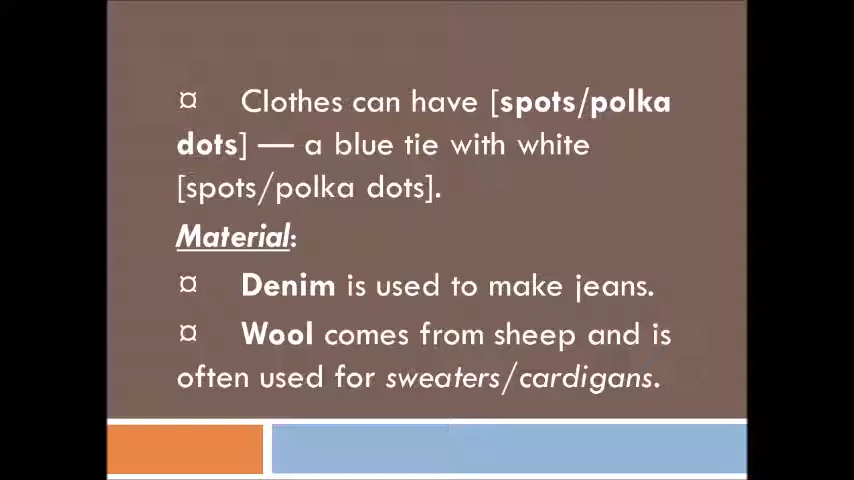 ¤ Clothes can have [spots/polka
dots] — a blue tie with white
[spots/polka dots].
Material:
¤ Denim is used to make jeans.
¤ Wool comes from sheep and is
often used for sweaters/cardigans.